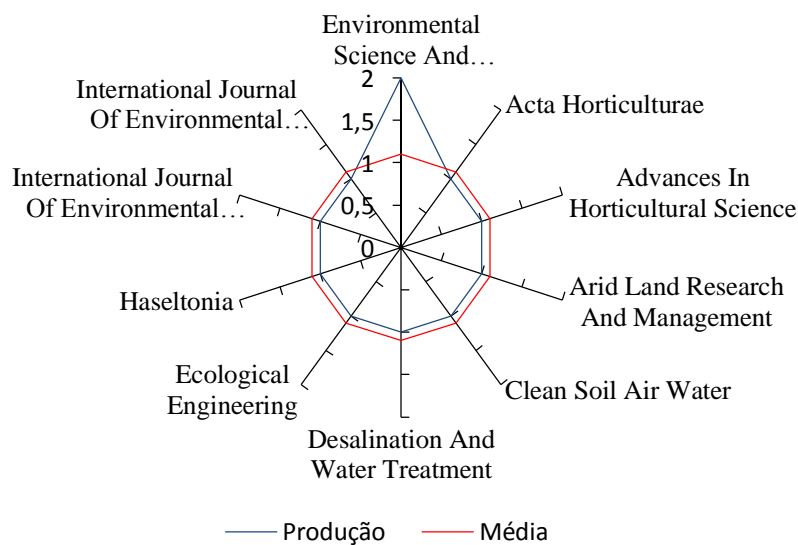 Environmental
Science And...
International Journal
Of Environmental...
Acta Horticulturae
International Journal
Of Environmental...
Advances In
Horticultural Science
2
1,5
1
0,5
0
Haseltonia
Arid Land Research
And Management
Ecological
Engineering
Clean Soil Air Water
Desalination And
Water Treatment
Produção
Média